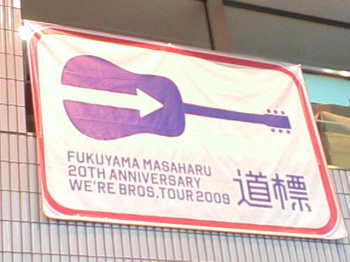 FUKUYAMA MASAHARU
20TH ANNIVERSARY
WE'RE BROS.TOUR 2009
道標